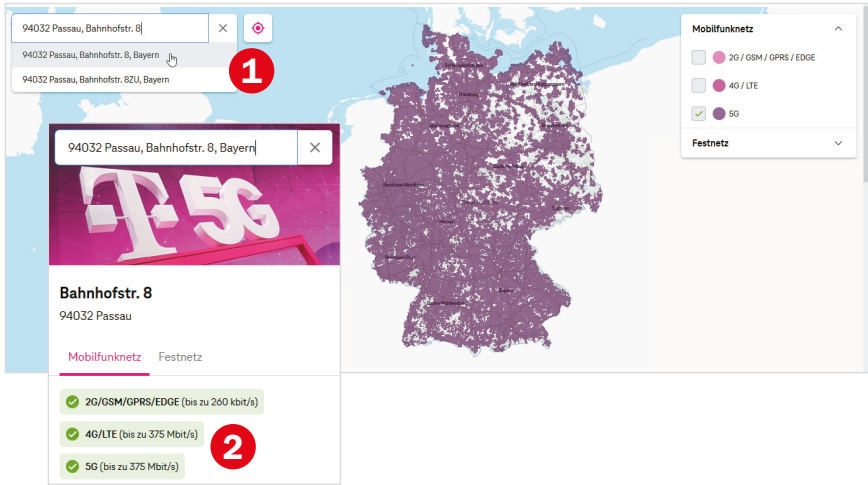 94032 Passau, Bahnhofstr. 8
94032 Passau, Bahnhofstr. 8, Bayern
94032 Passau, Bahnhofstr. 8ZU, Bayern
1
Mobilfunknetz
2G / GSM / GPRS / EDGE
4G / LTE
5G
Festnetz
94032 Passau, Bahnhofstr. 8, Bayern
T-5G
Bahnhofstr. 8
94032 Passau
Mobilfunknetz Festnetz
2G/GSM/GPRS/EDGE (bis zu 260 kbit/s)
4G/LTE (bis zu 375 Mbit/s)
2
5G (bis zu 375 Mbit/s)